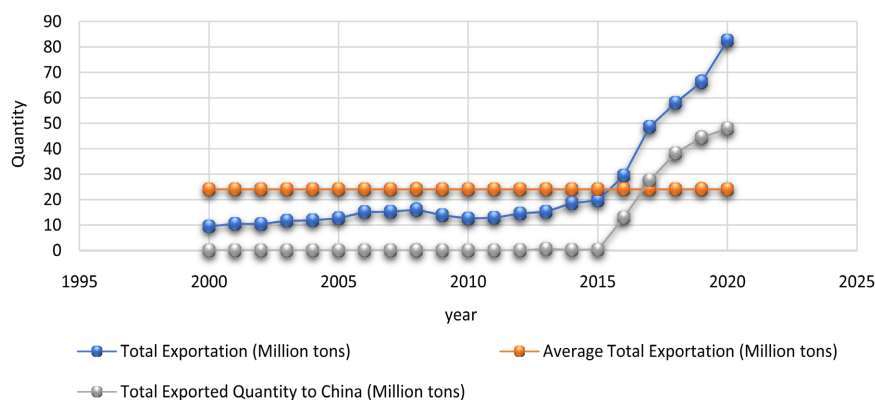 90
80
70
60
50
40
30
20
10
0
Quantity
1995 2000 2005 2010 2015 2020 2025
year
Total Exportation (Million tons) Average Total Exportation (Million tons)
Total Exported Quantity to China (Million tons)